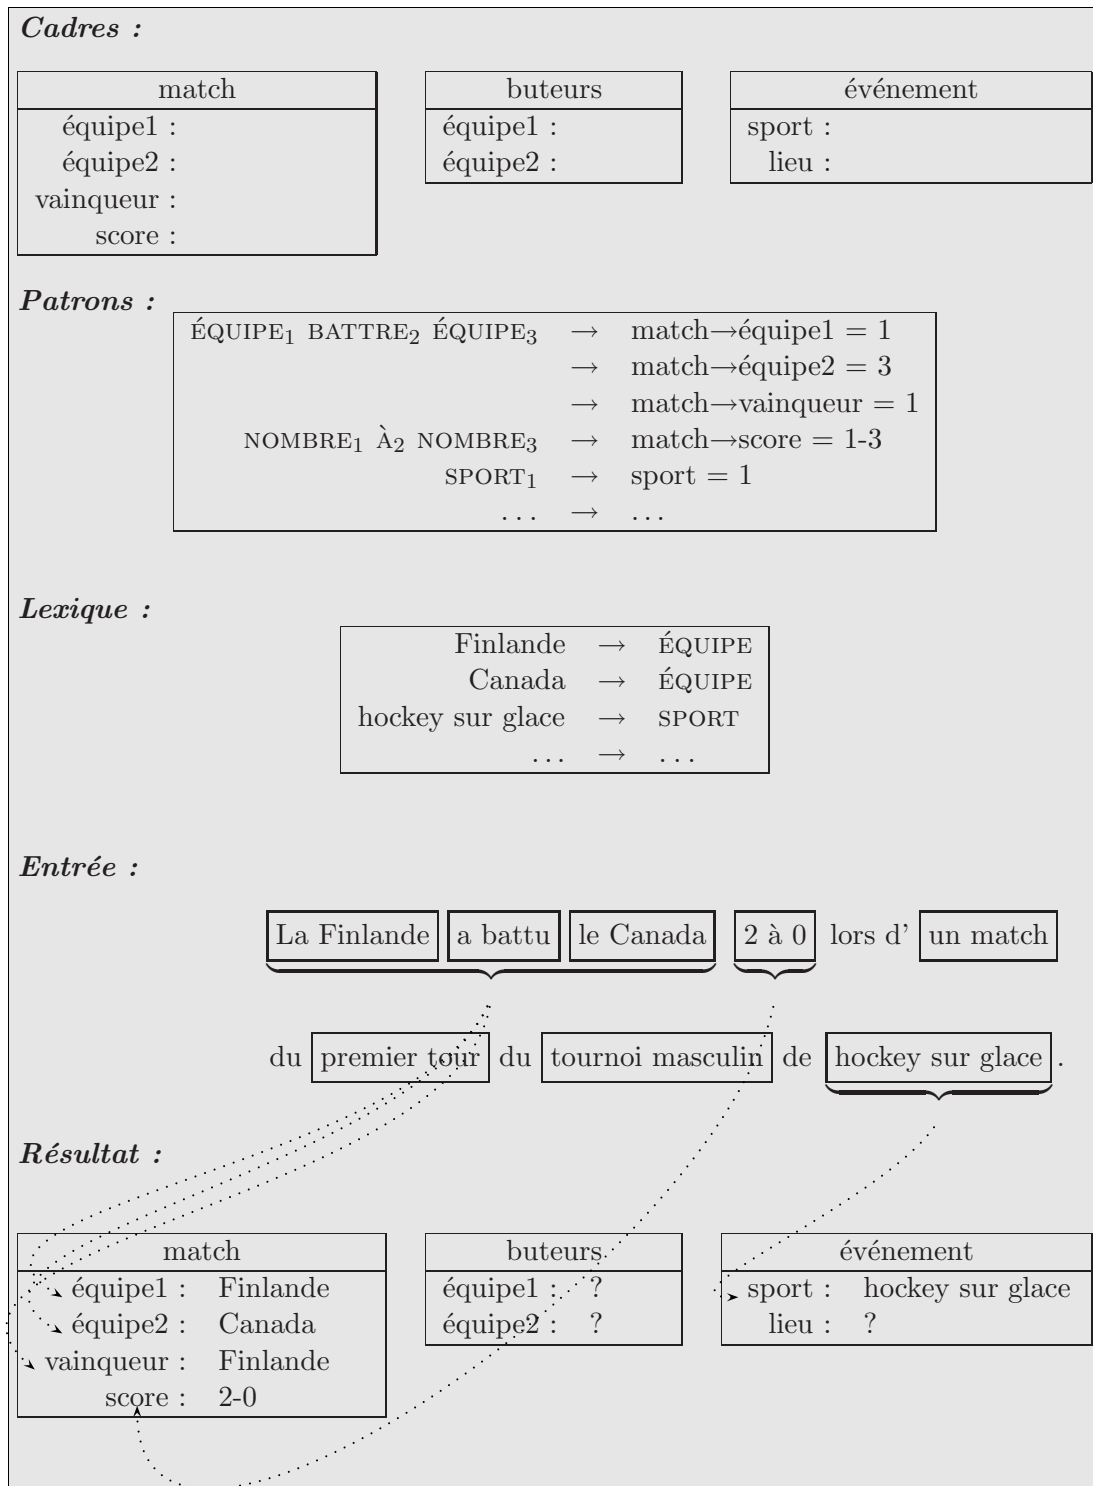 Cadres :
match buteurs événement
équipe1 : équipe1 : sport :
équipe2 : équipe2 : lieu :
vainqueur :
score :
Patrons :
ÉQUIPE1 BATTRE2 ÉQUIPE3 → match→équipe1 = 1
→ match→équipe2 = 3
→ match→vainqueur = 1
NOMBRE1 À2 NOMBRE3 → match→score = 1-3
SPORT1 → sport = 1
... → ...
Lexique :
Finlande → ÉQUIPE
Canada → ÉQUIPE
hockey sur glace → SPORT
... → ...
Entrée :
La Finlande a battu le Canada 2 à 0 lors d' un match
du premier tour du tournoi masculin de hockey sur glace .
Résultat :
match buteurs événement
équipe1 : Finlande équipe1 : ? sport : hockey sur glace
équipe2 : Canada équipe2 : ? lieu : ?
vainqueur : Finlande
score : 2-0